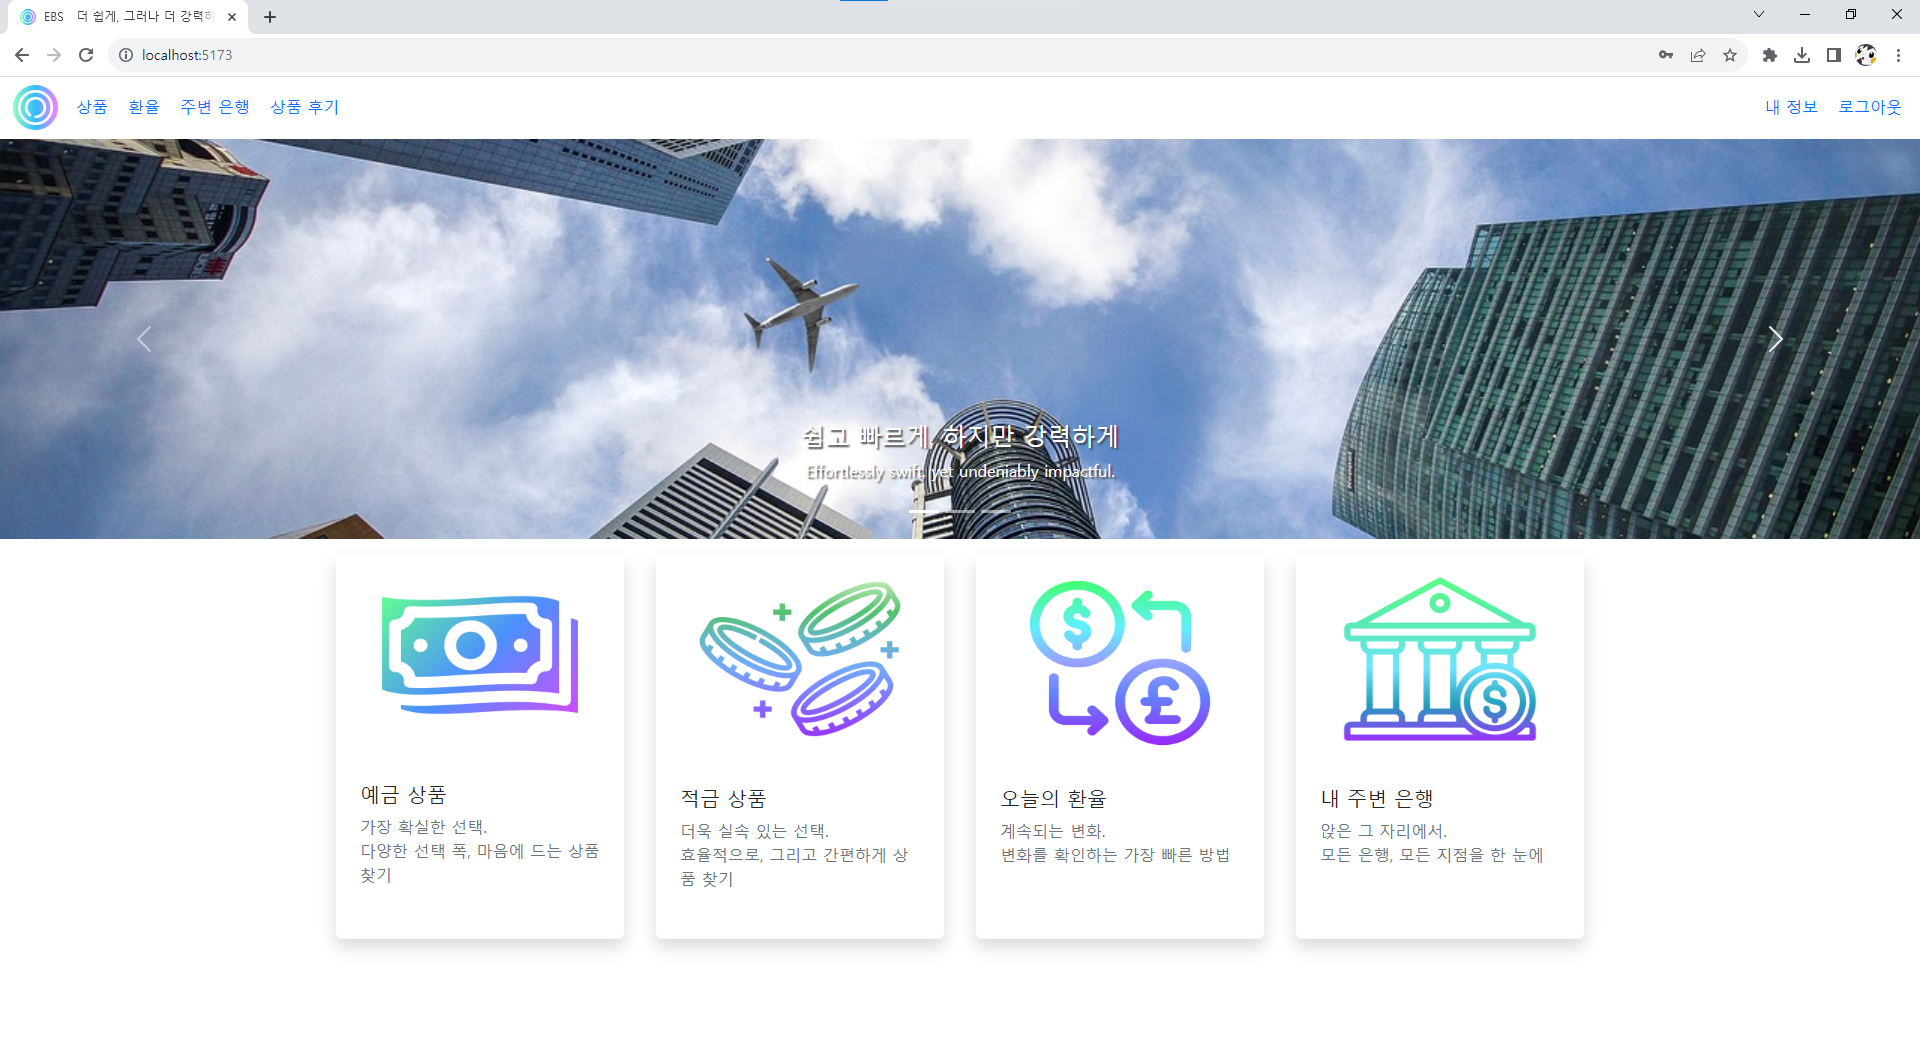 EBS 더 쉽게, 그러나 더 강력하
localhost:5173
상품 환율 주변 은행 상품 후기 내 정보 로그아웃
쉽고 빠르게, 하지만 강력하게
Effortlessly swift, yet undeniably impactful.
예금 상품
가장 확실한 선택.
다양한 선택 폭, 마음에 드는 상품
찾기
적금 상품
더욱 실속 있는 선택.
효율적으로, 그리고 간편하게 상
품 찾기
오늘의 환율
계속되는 변화.
변화를 확인하는 가장 빠른 방법
내 주변 은행
앉은 그 자리에서.
모든 은행, 모든 지점을 한 눈에